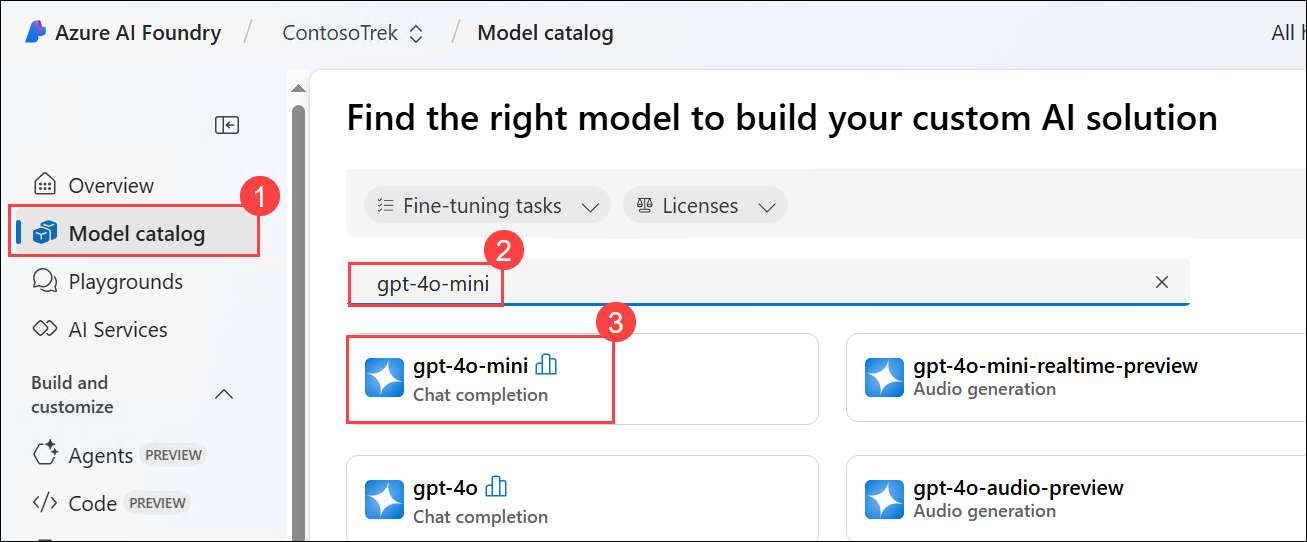 Azure AI Foundry / ContosoTrek / Model catalog All h
Find the right model to build your custom AI solution
Overview
1
Model catalog
Playgrounds
AI Services
Build and
customize
Agents PREVIEW
Code PREVIEW
Fine-tuning tasks Licenses
2
gpt-4o-mini
3
gpt-4o-mini
Chat completion
gpt-4o-mini-realtime-preview
Audio generation
gpt-4o
Chat completion
gpt-4o-audio-preview
Audio generation